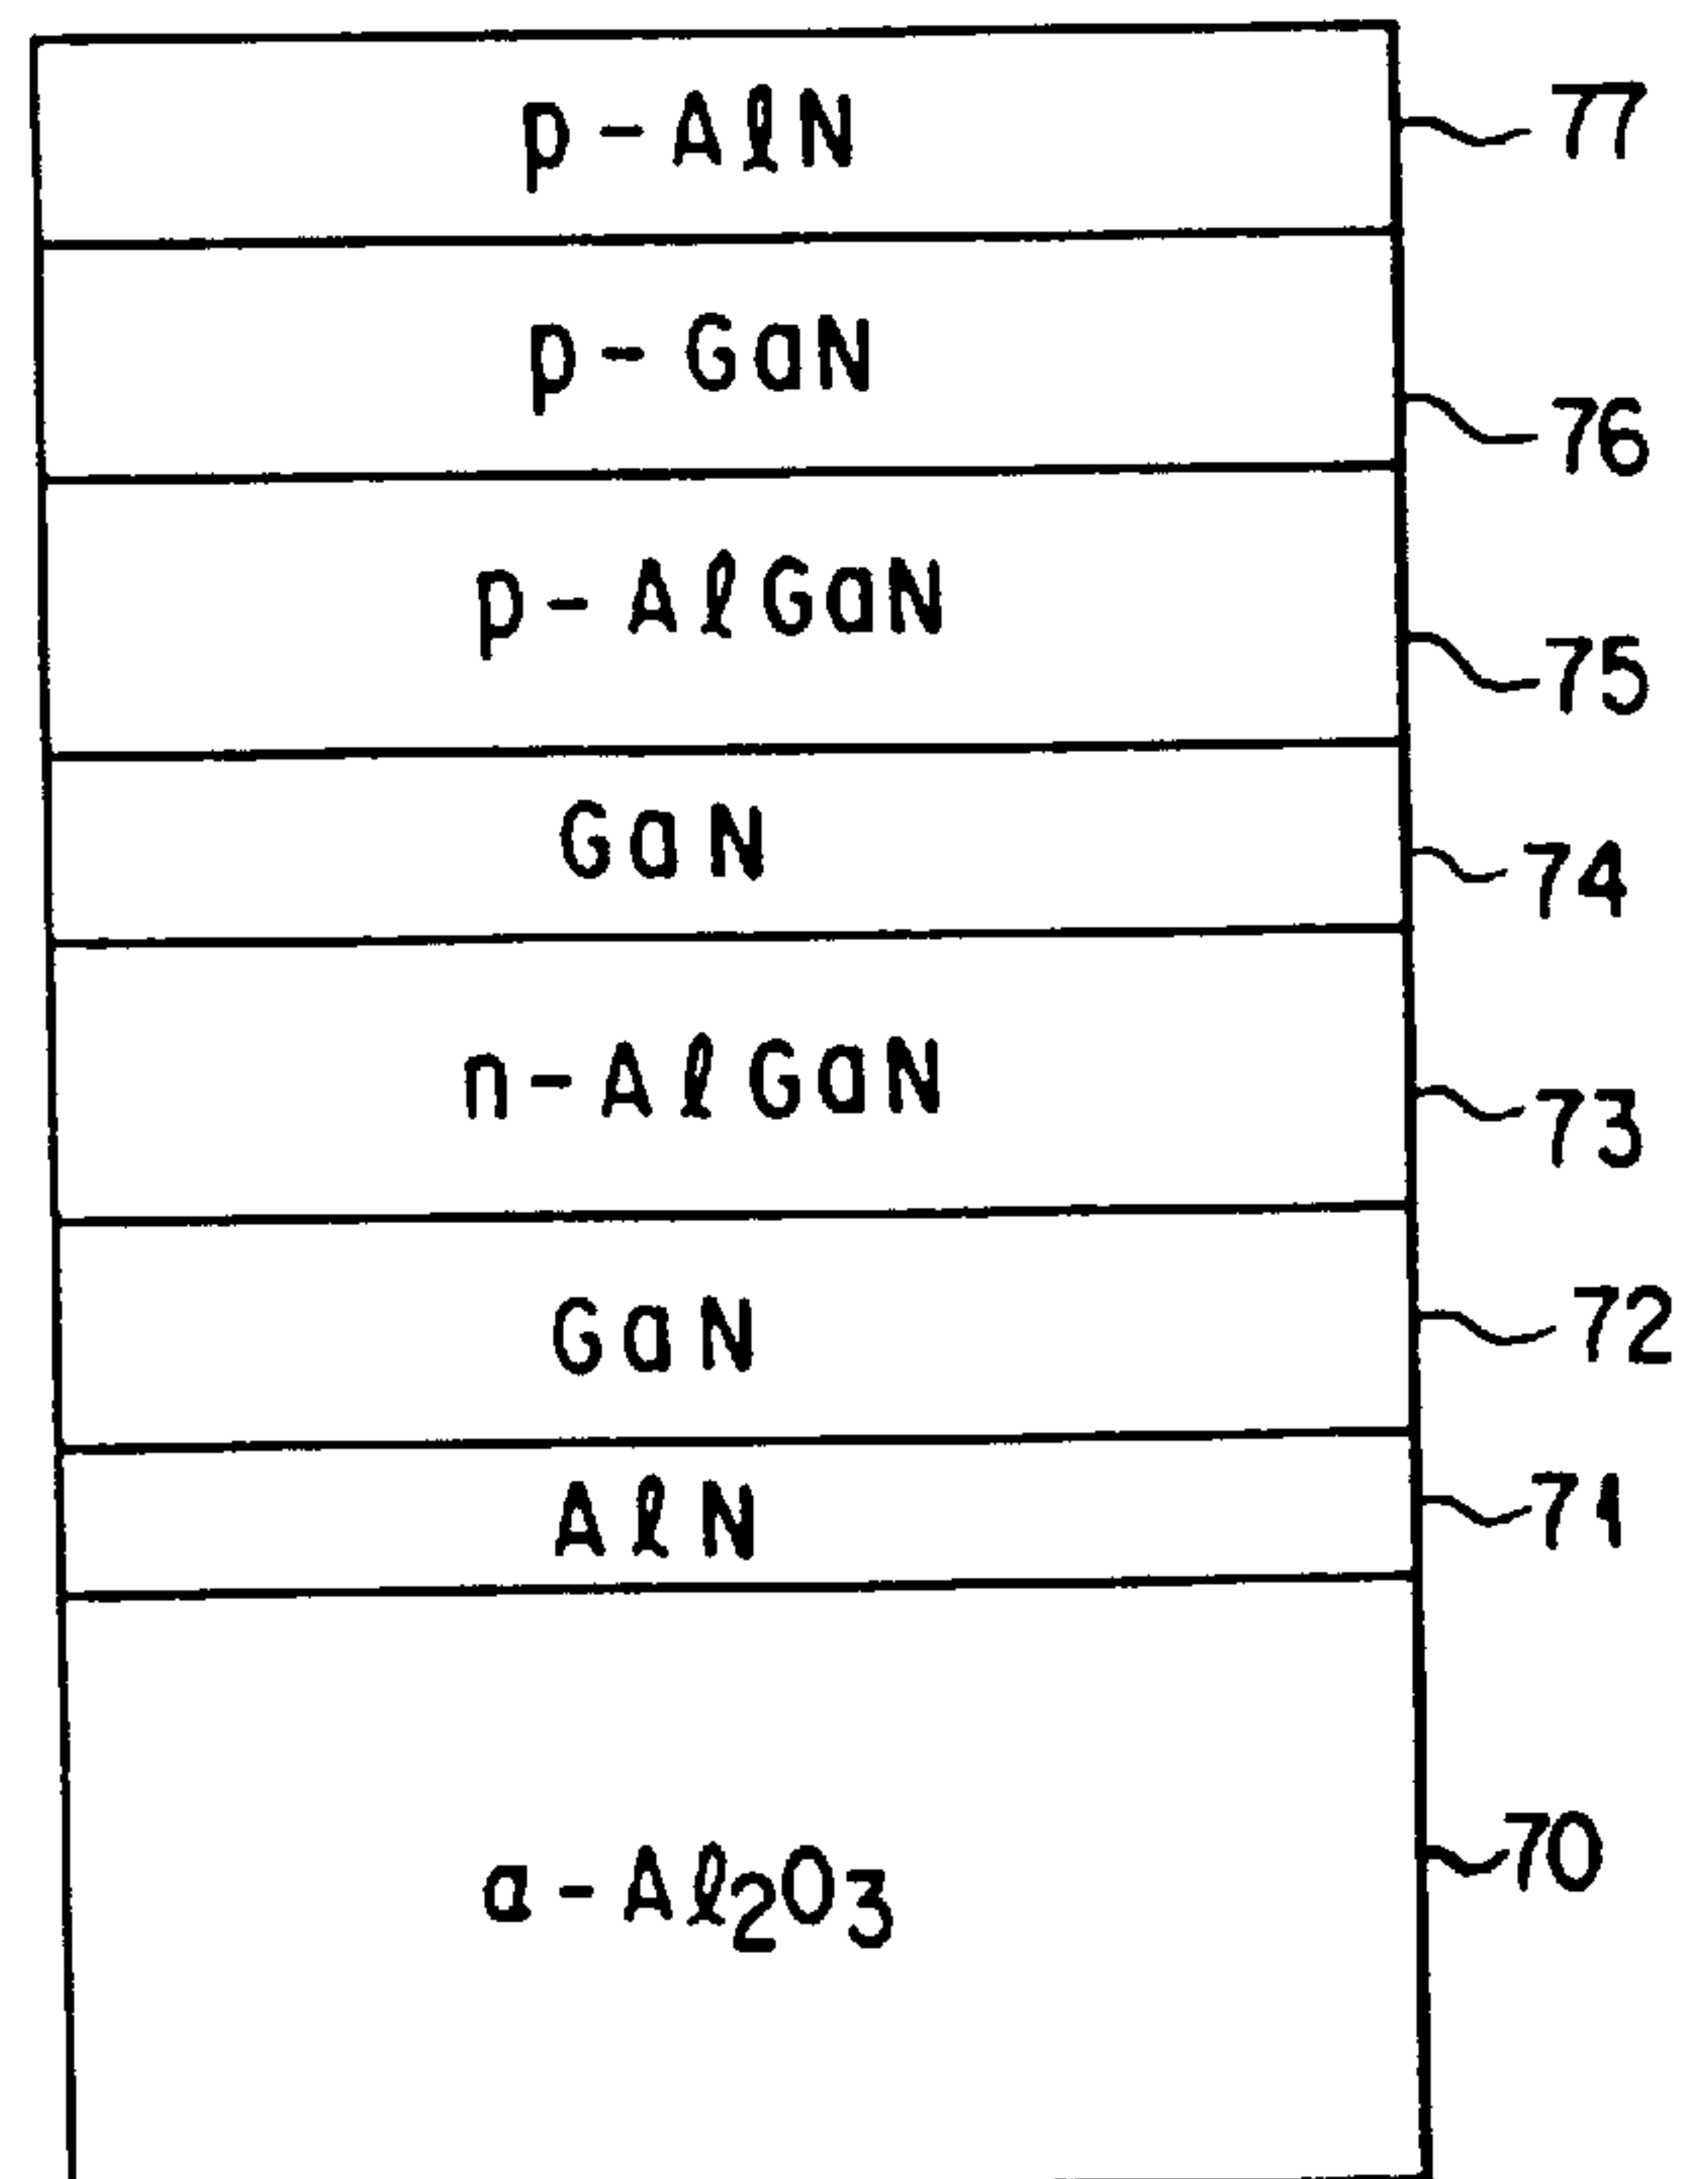 p-AlN 77
p-GaN 76
p-AlGaN 75
GaN 74
n-AlGaN 73
GaN 72
AlN 71
α-Al₂O₃ 70